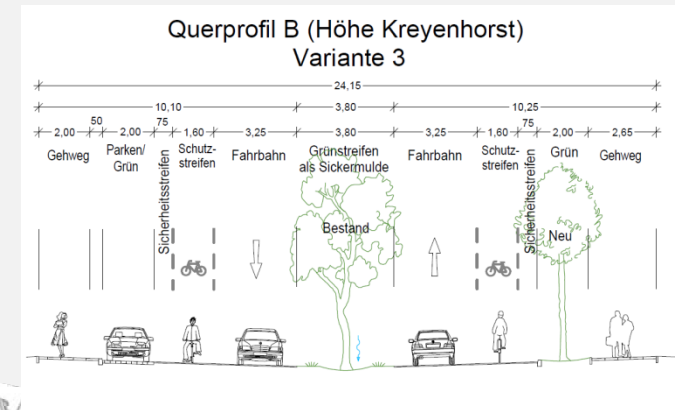 Querprofil B (Höhe Kreyenhorst)
Variante 3
24,15
10,10 3,80 10,25
50 75 75
2,00 2,00 1,60 3,25 3,80 3,25 1,60 2,00 2,65
Gehweg
Parken/
Grün
Sicherheitsstreifen
Schutz-
streifen
Fahrbahn
Grünstreifen
als Sickermulde
Fahrbahn
Schutz-
streifen
Sicherheitsstreifen
Grün
Gehweg
Bestand
Neu